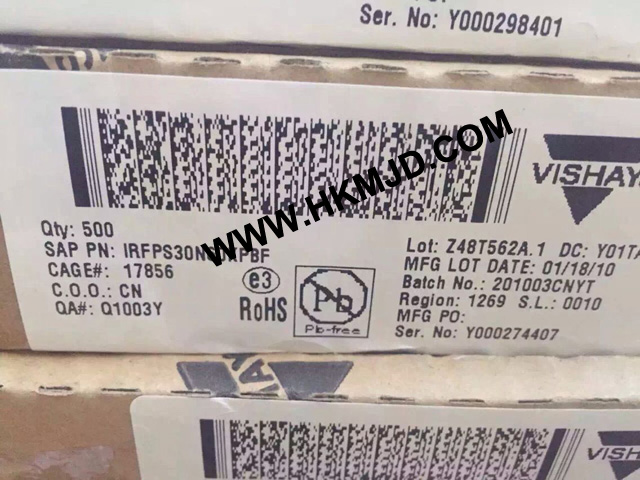 Ser. No: Y000298401
WWW.HKMJD.COM
VISHAY
Qty: 500
SAP PN:
CAGE#: 17856
C.O.O.: CN
QA#: Q1003Y
e3
RoHS
Pb
Pb-free
Lot: Z48T562A.1 DC:
MFG LOT DATE: 01/18/10
Batch No.: 201003CNYT
Region: 1269 S.L.: 0010
MFG PO:
Ser. No: Y000274407
VISHAY